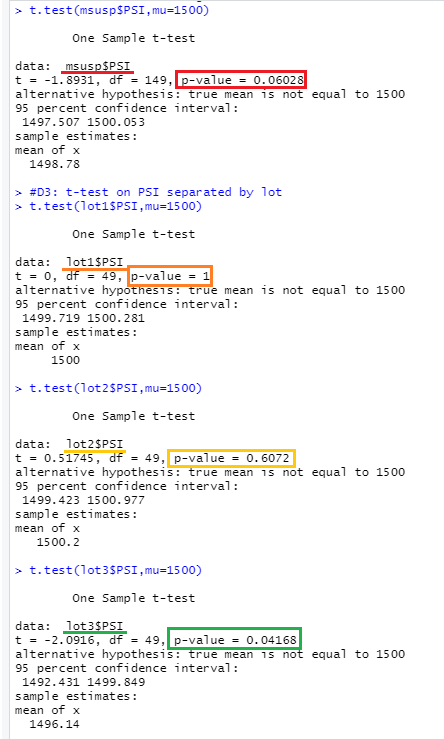 > t.test(msusp$PSI,mu=1500)
One Sample t-test
data: msusp$PSI
t = -1.8931, df = 149, p-value = 0.06028
alternative hypothesis: true mean is not equal to 1500
95 percent confidence interval:
1497.507 1500.053
sample estimates:
mean of x
1498.78
> #D3: t-test on PSI separated by lot
> t.test(lot1$PSI,mu=1500)
One Sample t-test
data: lot1$PSI
t = 0, df = 49, p-value = 1
alternative hypothesis: true mean is not equal to 1500
95 percent confidence interval:
1499.719 1500.281
sample estimates:
mean of x
1500
> t.test(lot2$PSI,mu=1500)
One Sample t-test
data: lot2$PSI
t = 0.51745, df = 49, p-value = 0.6072
alternative hypothesis: true mean is not equal to 1500
95 percent confidence interval:
1499.423 1500.977
sample estimates:
mean of x
1500.2
> t.test(lot3$PSI,mu=1500)
One Sample t-test
data: lot3$PSI
t = -2.0916, df = 49, p-value = 0.04168
alternative hypothesis: true mean is not equal to 1500
95 percent confidence interval:
1492.431 1499.849
sample estimates:
mean of x
1496.14